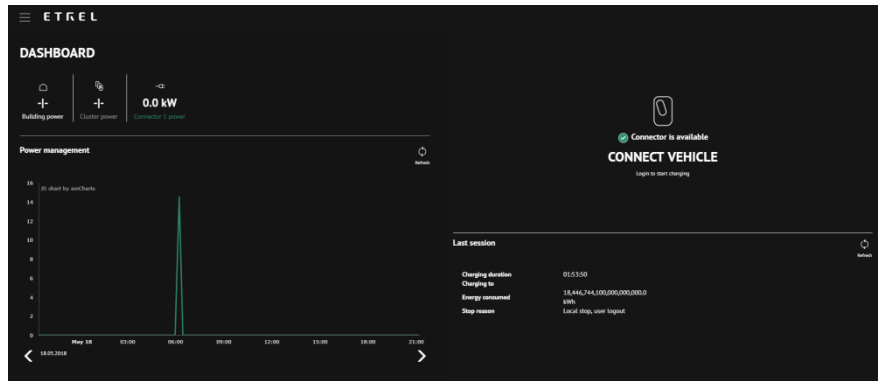 ETREL
DASHBOARD
-|-
Building power
-|-
Cluster power
0.0 kW
Connector 1 power
Power management
Refresh
JS chart by amCharts
16
14
12
10
8
6
4
2
0
May 18 03:00 06:00 09:00 12:00 15:00 18:00 21:00
18.05.2018
Connector is available
CONNECT VEHICLE
Login to start charging
Last session
Refresh
Charging duration 01:53:50
Charging to
Energy consumed 18,446,744,100,000,000,000.0
kWh
Stop reason Local stop, user logout